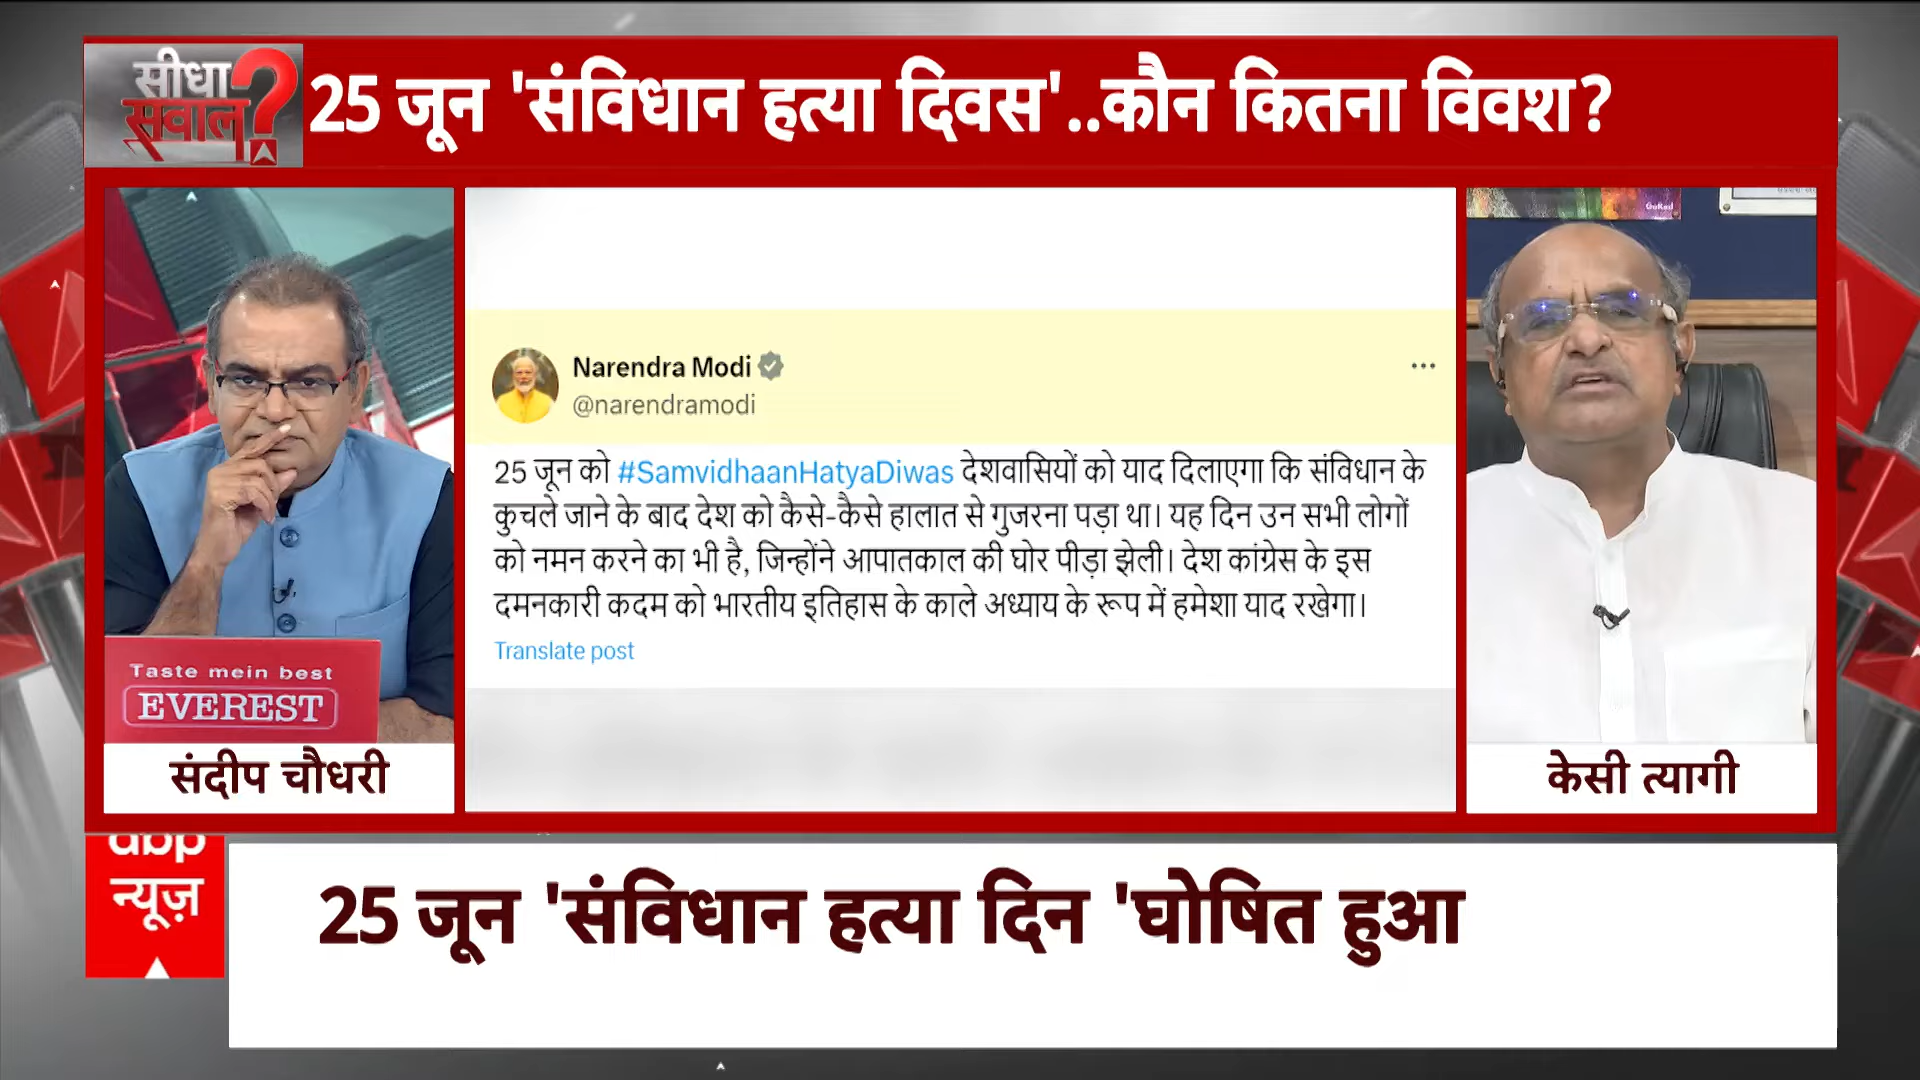 सीधा
सवाल?
25 जून 'संविधान हत्या दिवस'..कौन कितना विवश?
GoRed
Narendra Modi
@narendramodi
25 जून को #SamvidhaanHatyaDiwas देशवासियों को याद दिलाएगा कि संविधान के
कुचले जाने के बाद देश को कैसे-कैसे हालात से गुजरना पड़ा था। यह दिन उन सभी लोगों
को नमन करने का भी है, जिन्होंने आपातकाल की घोर पीड़ा झेली। देश कांग्रेस के इस
दमनकारी कदम को भारतीय इतिहास के काले अध्याय के रूप में हमेशा याद रखेगा।
Translate post
Taste mein best
EVEREST
संदीप चौधरी
केसी त्यागी
abp
न्यूज़
25 जून 'संविधान हत्या दिन 'घोषित हुआ